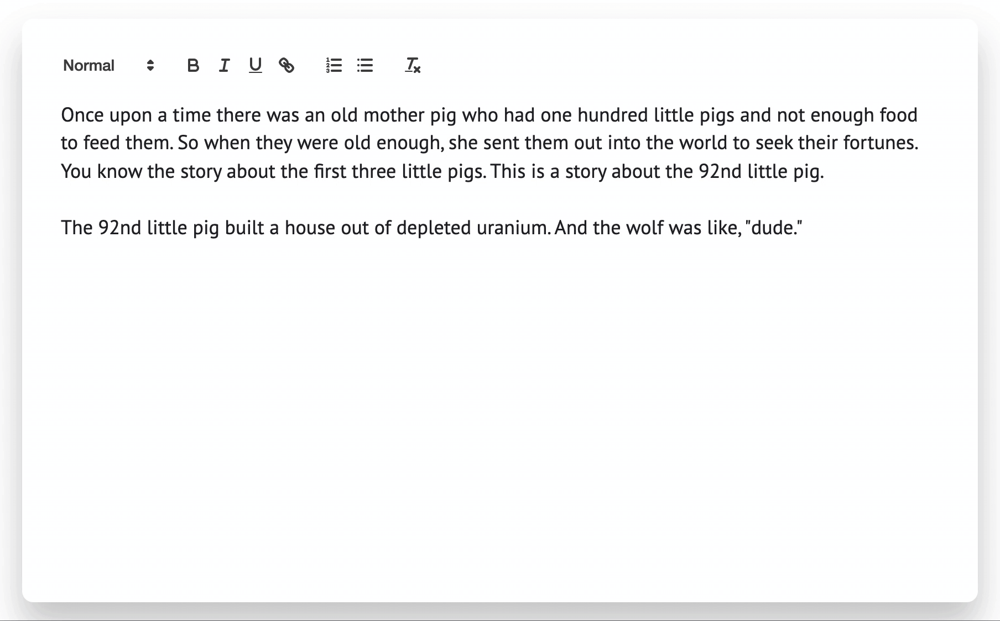 Normal
Once upon a time there was an old mother pig who had one hundred little pigs and not enough food
to feed them. So when they were old enough, she sent them out into the world to seek their fortunes.
You know the story about the first three little pigs. This is a story about the 92nd little pig.
The 92nd little pig built a house out of depleted uranium. And the wolf was like, "dude."